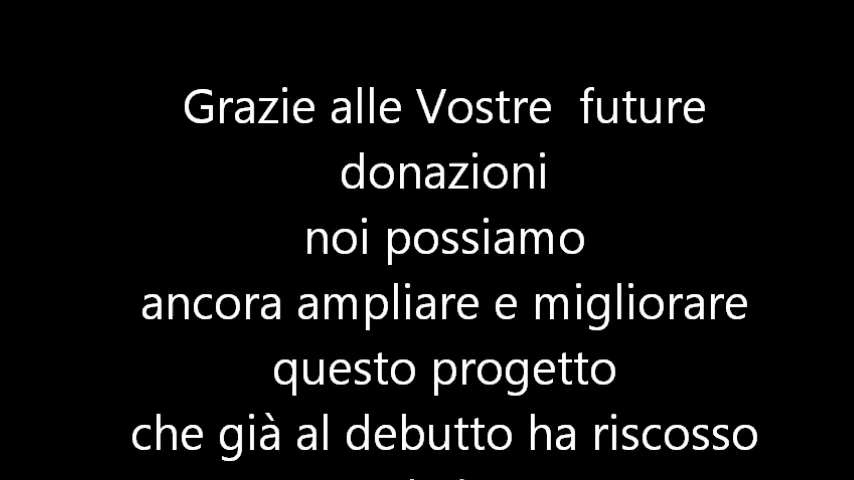 Grazie alle Vostre  future
donazioni
noi possiamo
ancora ampliare e migliorare
questo progetto
che già al debutto ha riscosso